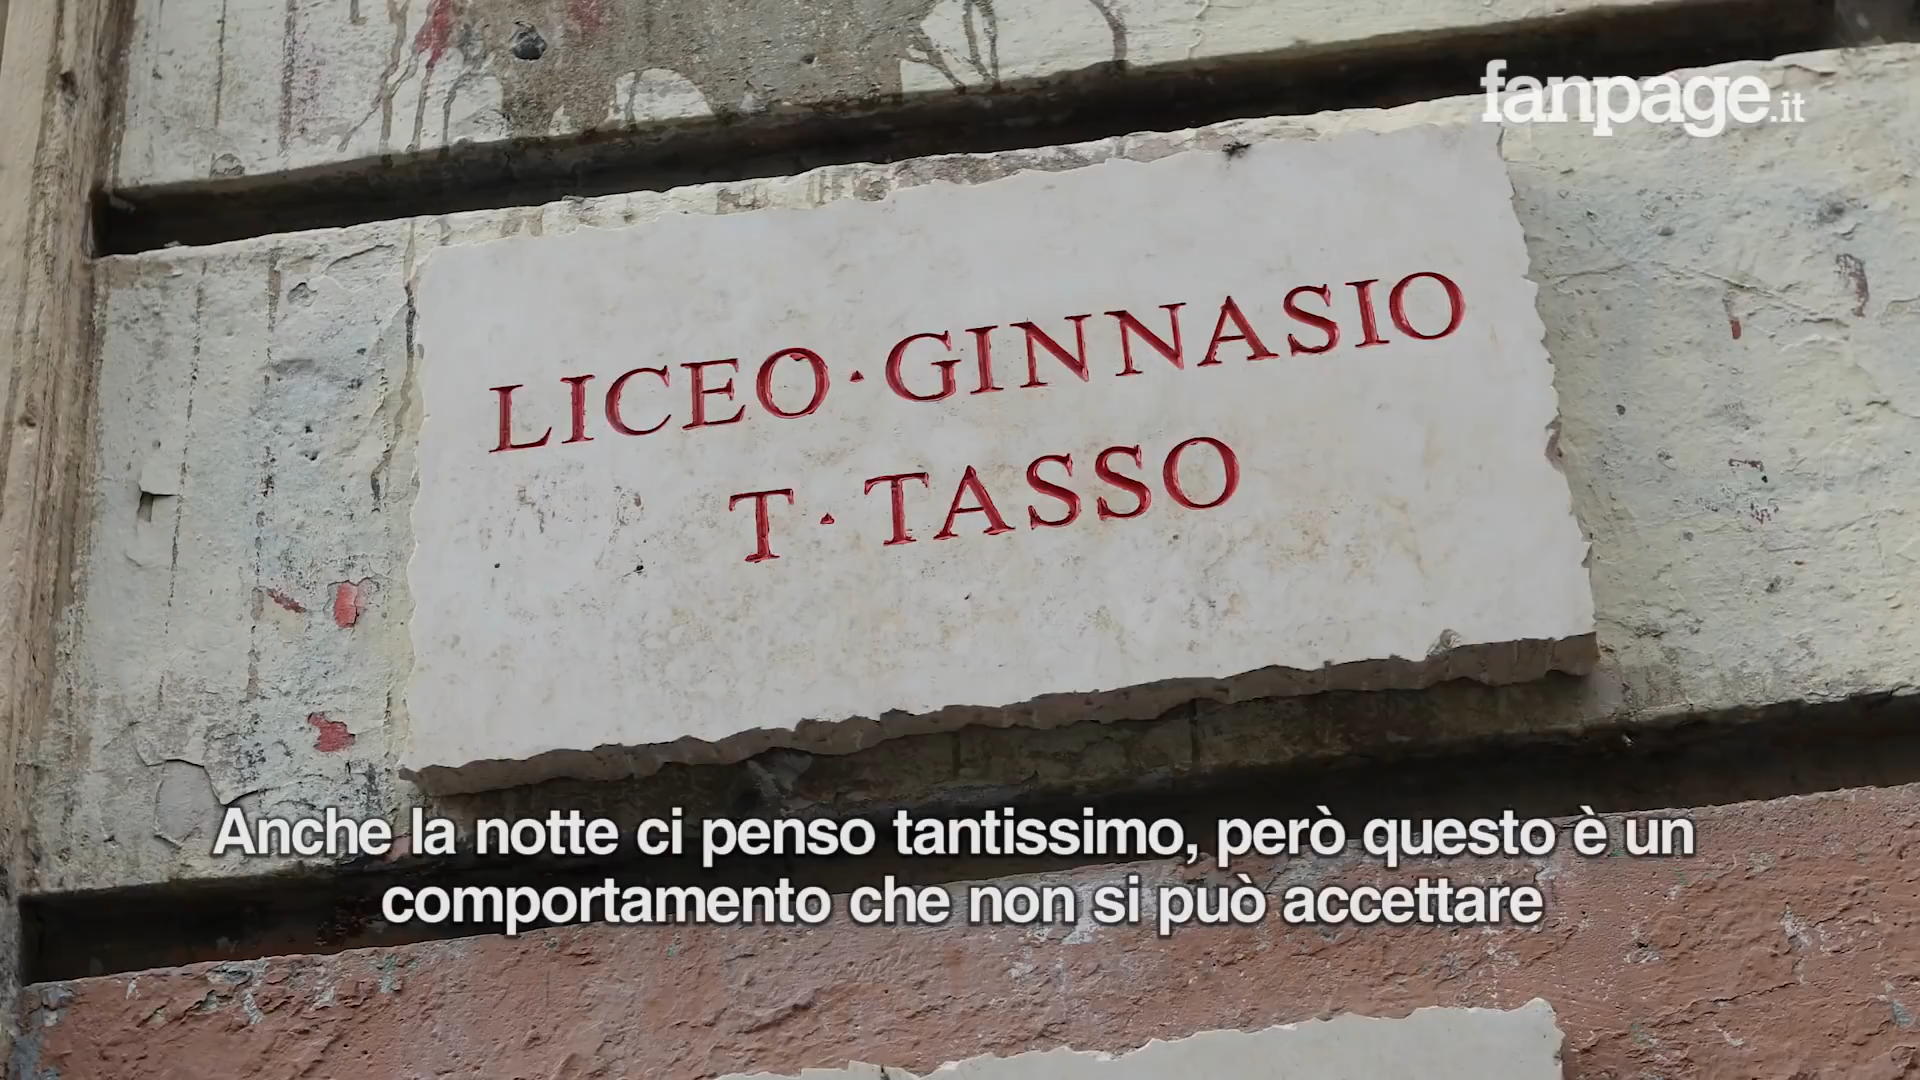 fanpage.it
LICEO·GINNASIO
T·TASSO
Anche la notte ci penso tantissimo, però questo è un
comportamento che non si può accettare